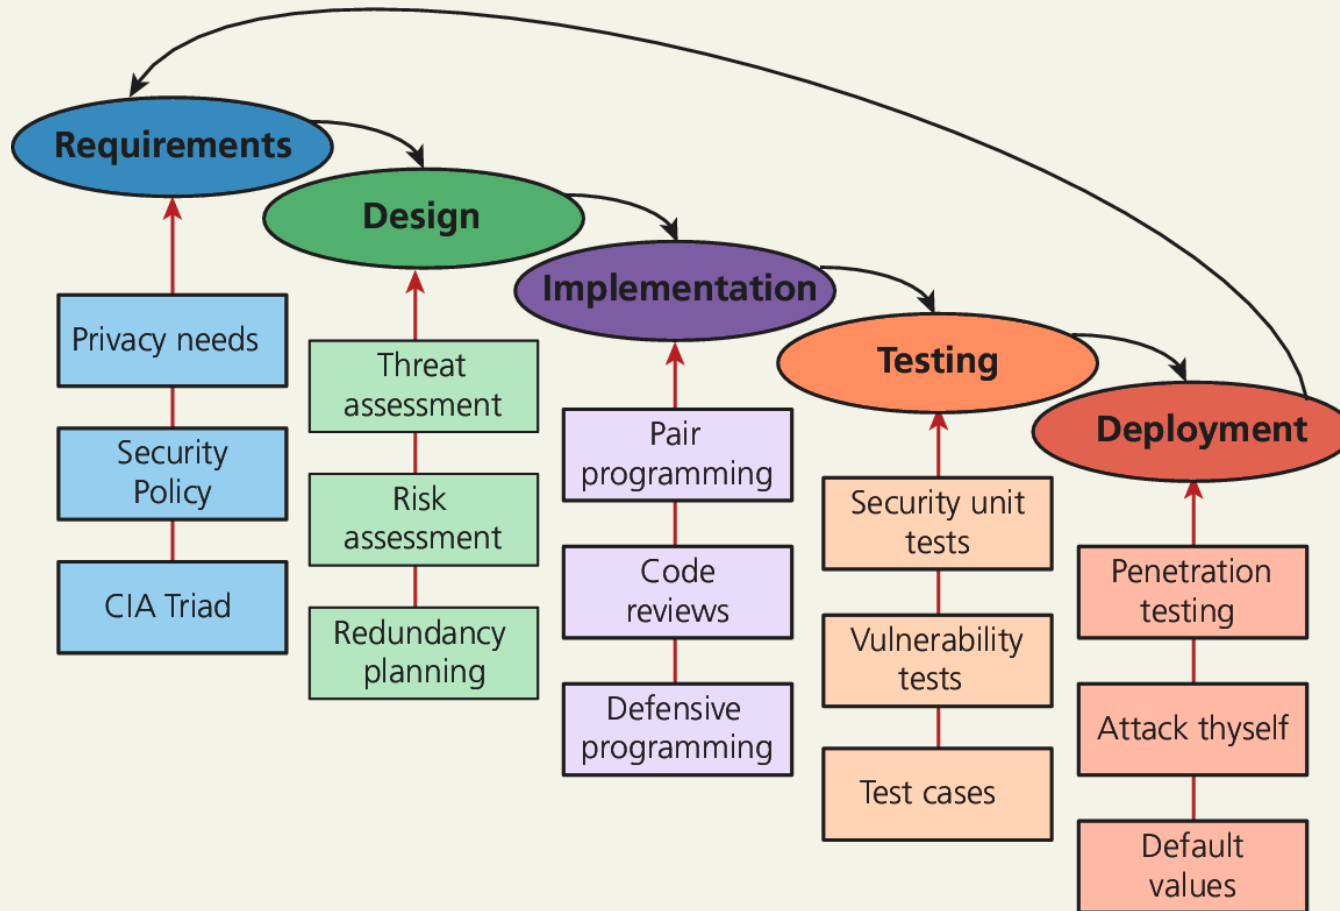 Requirements
Design
Implementation
Testing
Deployment
Privacy needs
Security
Policy
CIA Triad
Threat
assessment
Risk
assessment
Redundancy
planning
Pair
programming
Code
reviews
Defensive
programming
Security unit
tests
Vulnerability
tests
Test cases
Penetration
testing
Attack thyself
Default
values